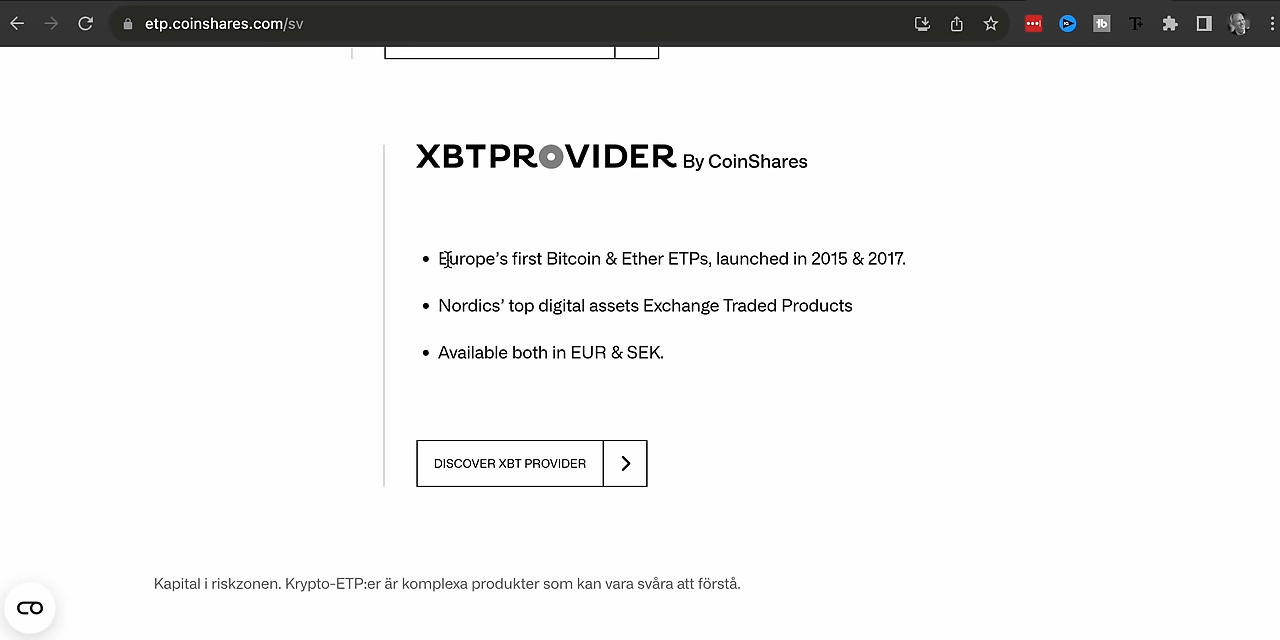 etp.coinshares.com/sv
XBTPROVIDER By CoinShares
• Europe's first Bitcoin & Ether ETPs, launched in 2015 & 2017.
• Nordics' top digital assets Exchange Traded Products
• Available both in EUR & SEK.
DISCOVER XBT PROVIDER
Kapital i riskzonen. Krypto-ETP:er är komplexa produkter som kan vara svåra att förstå.